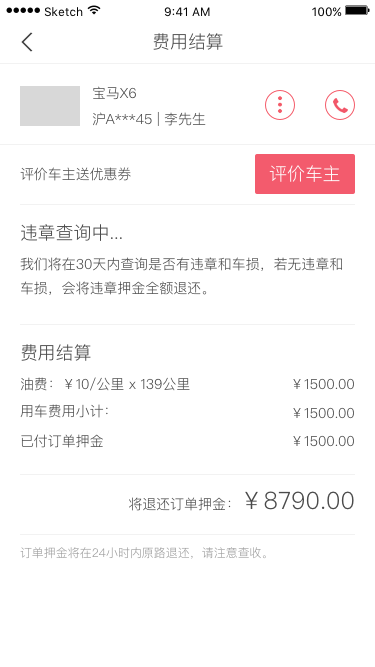 Sketch 9:41 AM 100%
费用结算
宝马X6
沪A***45 | 李先生
评价车主送优惠券 评价车主
违章查询中...
我们将在30天内查询是否有违章和车损，若无违章和
车损，会将违章押金全额退还。
费用结算
油费：￥10/公里 x 139公里 ￥1500.00
用车费用小计： ￥1500.00
已付订单押金 ￥1500.00
将退还订单押金：￥8790.00
订单押金将在24小时内原路退还，请注意查收。